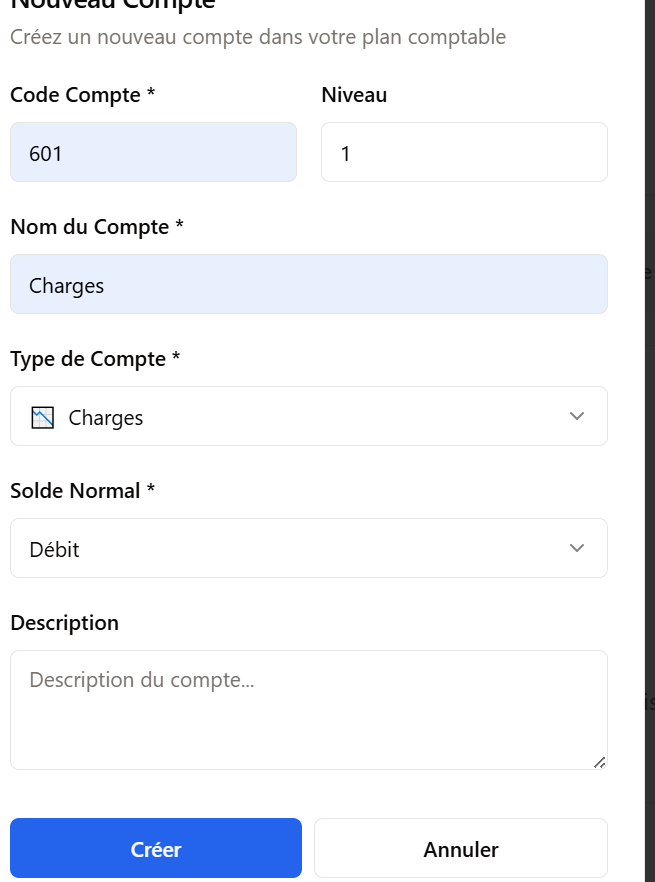 Nouveau Compte
Créez un nouveau compte dans votre plan comptable
Code Compte *
Niveau
601
1
Nom du Compte *
Charges
Type de Compte *
Charges
Solde Normal *
Débit
Description
Description du compte...
Créer
Annuler